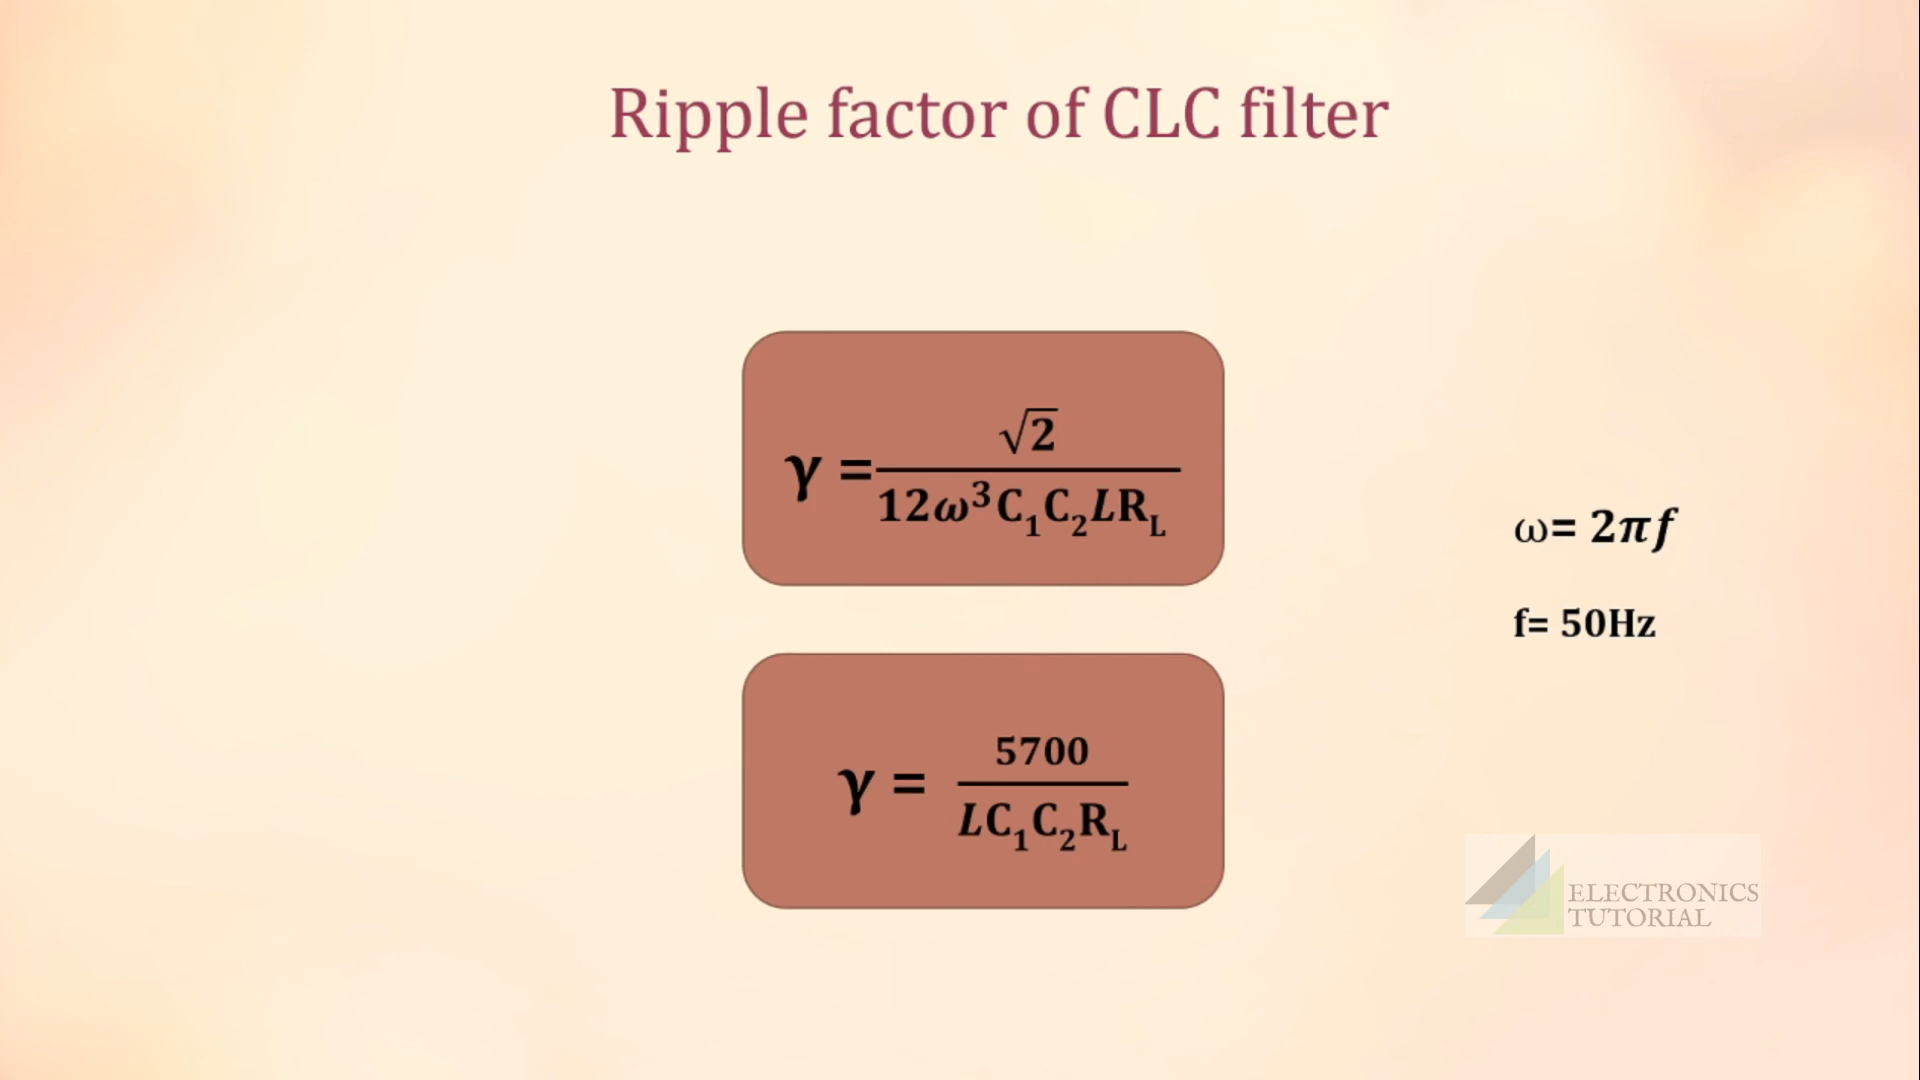 Ripple factor of CLC filter
γ = √2 / 12ω³C₁C₂LR_L
ω= 2πf
f= 50Hz
γ = 5700 / LC₁C₂R_L
ELECTRONICS
TUTORIAL